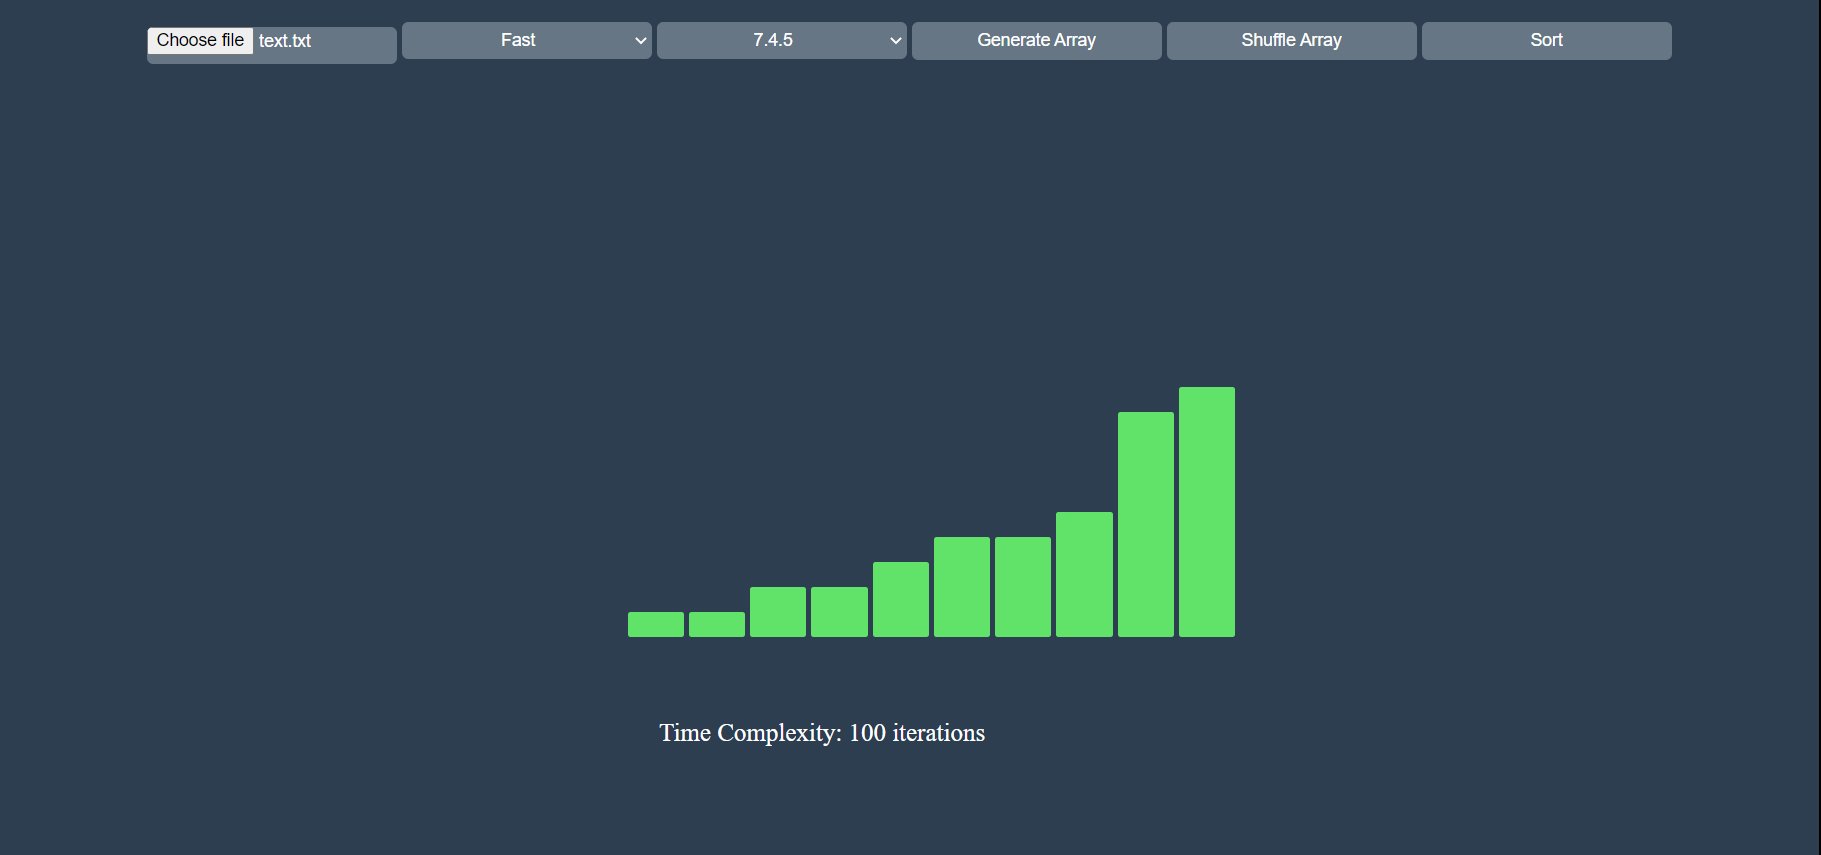 Choose file text.txt Fast 7.4.5 Generate Array Shuffle Array Sort
Time Complexity: 100 iterations